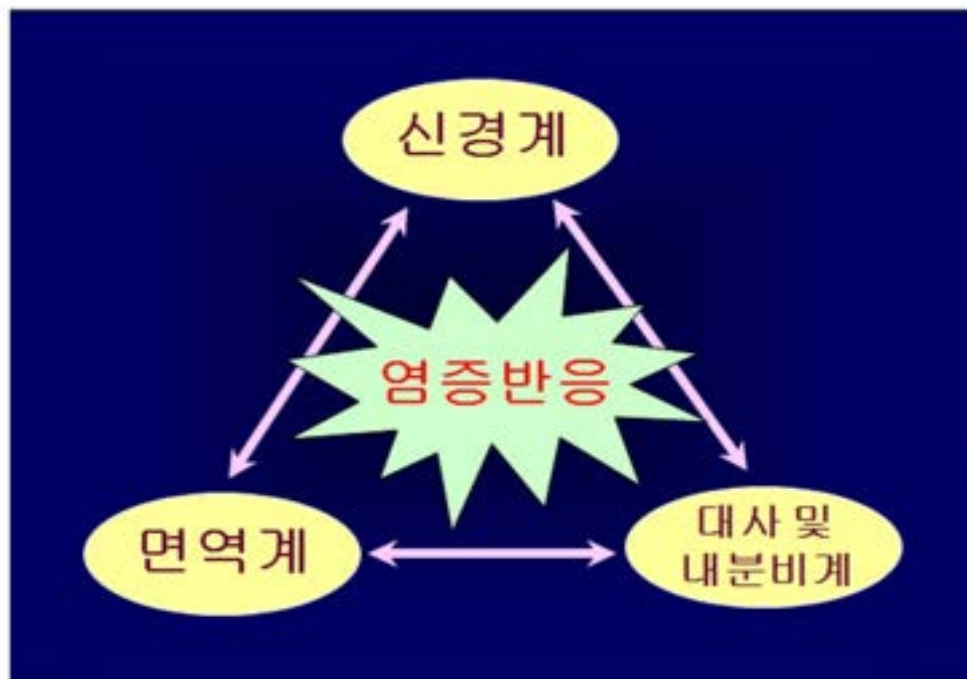 신경계
염증반응
면역계
대사 및
내분비계